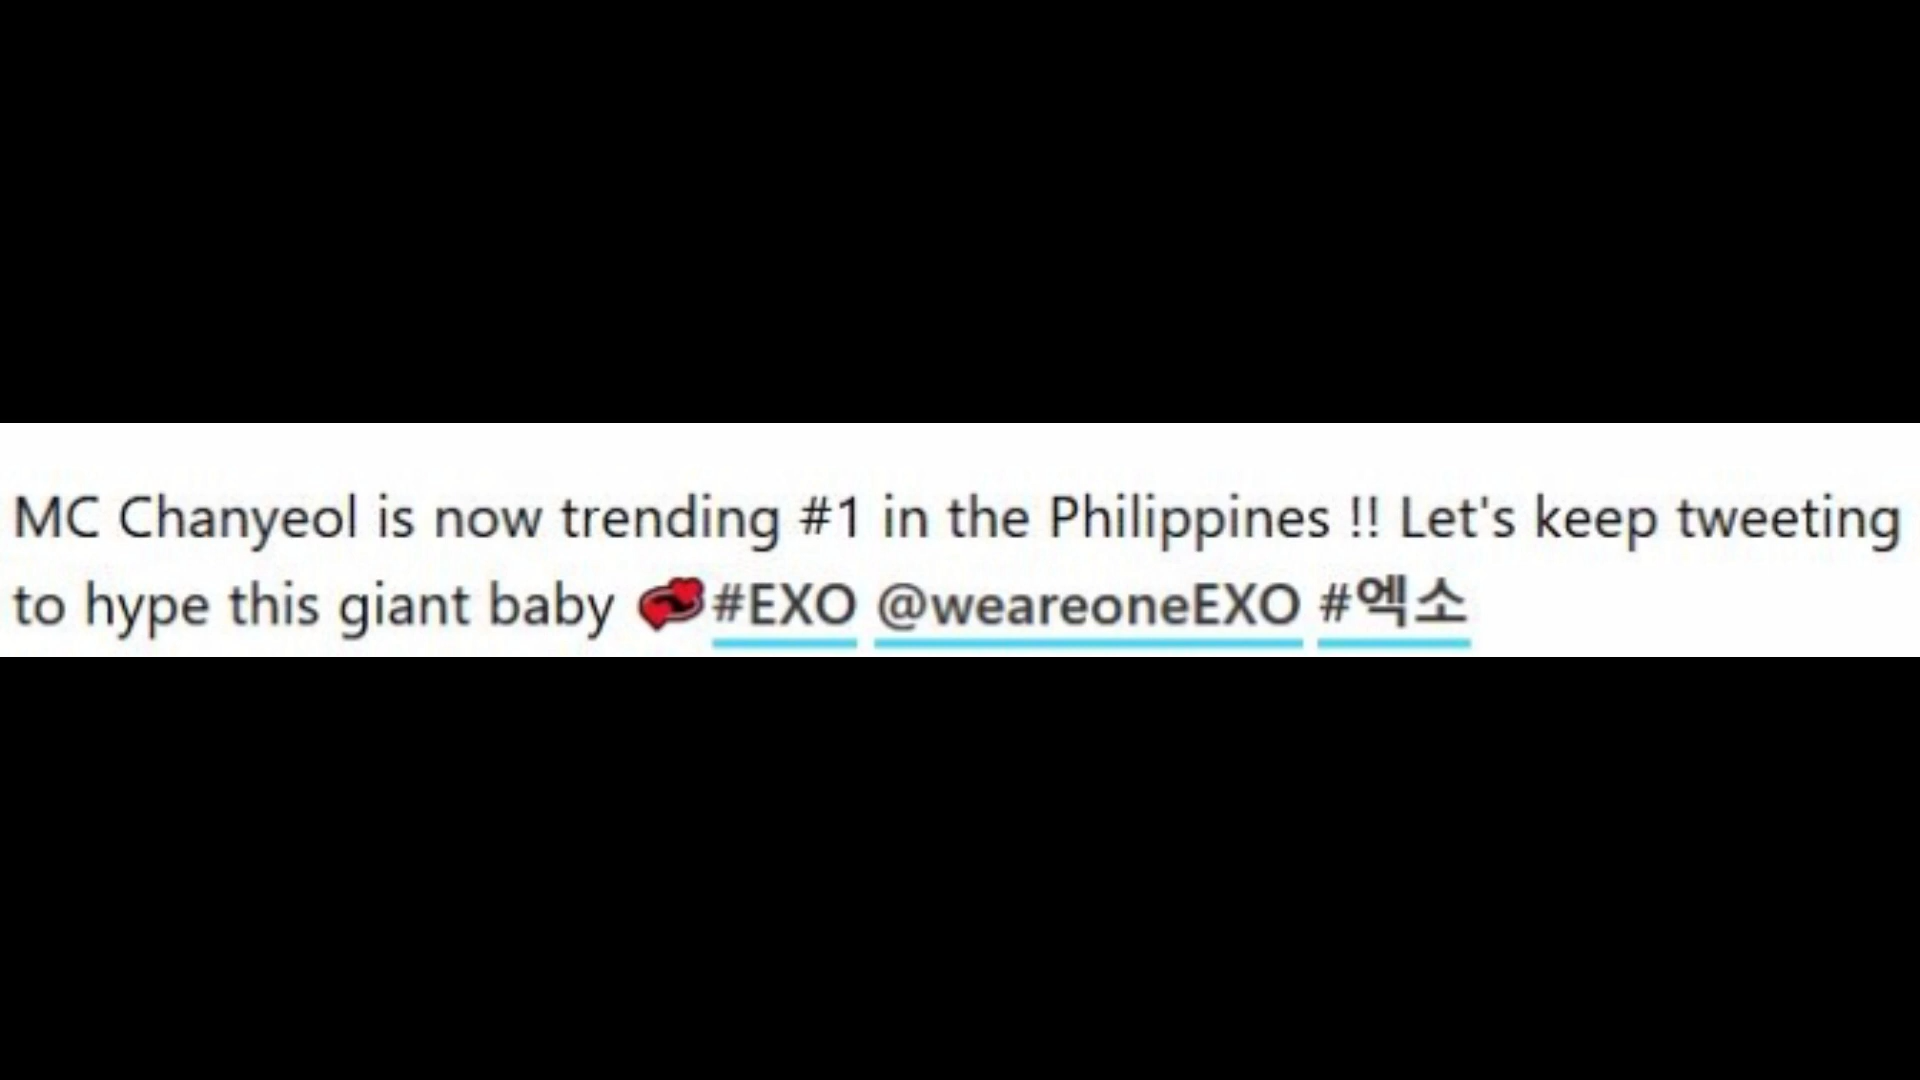 MC Chanyeol is now trending #1 in the Philippines !! Let's keep tweeting
to hype this giant baby 💞#EXO @weareoneEXO #엑소